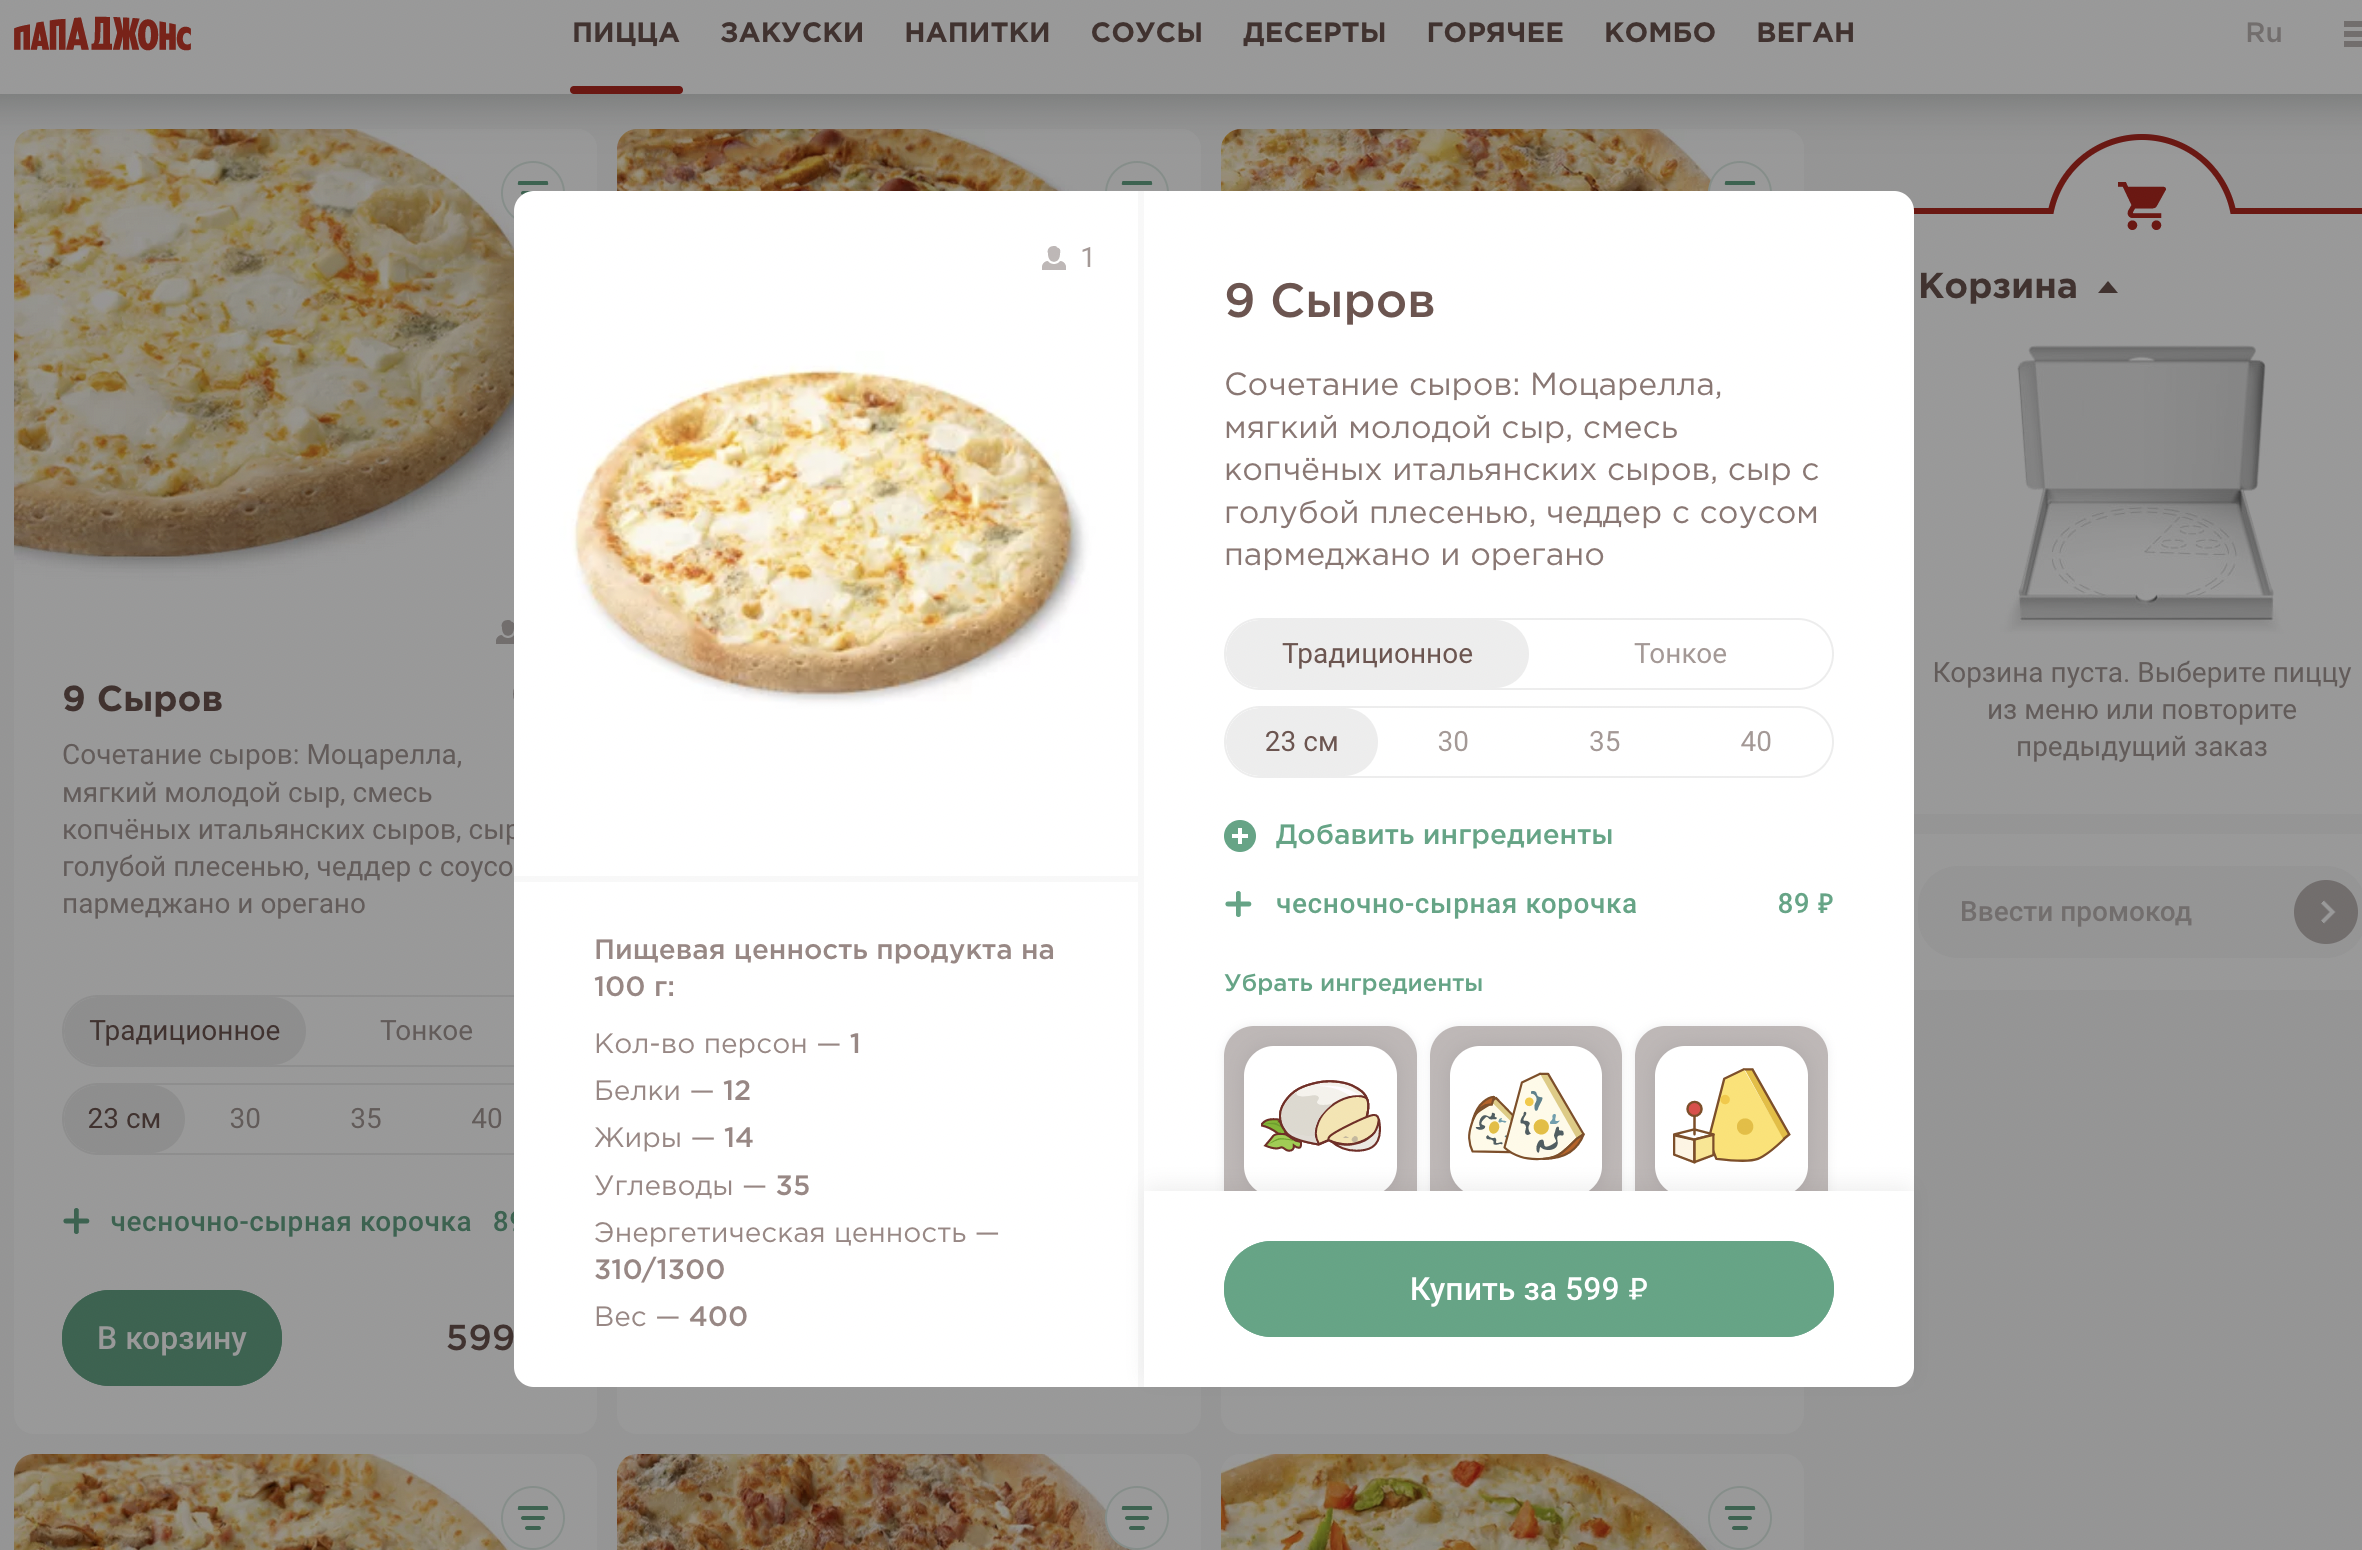 ПАПА ДЖОНС
ПИЦЦА ЗАКУСКИ НАПИТКИ СОУСЫ ДЕСЕРТЫ ГОРЯЧЕЕ КОМБО ВЕГАН
Ru
9 Сыров
Сочетание сыров: Моцарелла,
мягкий молодой сыр, смесь
копчёных итальянских сыров, сыр
голубой плесенью, чеддер с
пармеджано и орегано
Традиционное Тонкое
23 см 30 35 40
чесночно-сырная корочка
В корзину 599
1
Пищевая ценность продукта на
100 г:
Кол-во персон — 1
Белки — 12
Жиры — 14
Углеводы — 35
Энергетическая ценность —
310/1300
Вес — 400
9 Сыров
Сочетание сыров: Моцарелла,
мягкий молодой сыр, смесь
копчёных итальянских сыров, сыр с
голубой плесенью, чеддер с соусом
пармеджано и орегано
Традиционное Тонкое
23 см 30 35 40
Добавить ингредиенты
чесночно-сырная корочка 89 ₽
Убрать ингредиенты
Купить за 599 ₽
Корзина
Корзина пуста. Выберите пиццу
из меню или повторите
предыдущий заказ
Ввести промокод